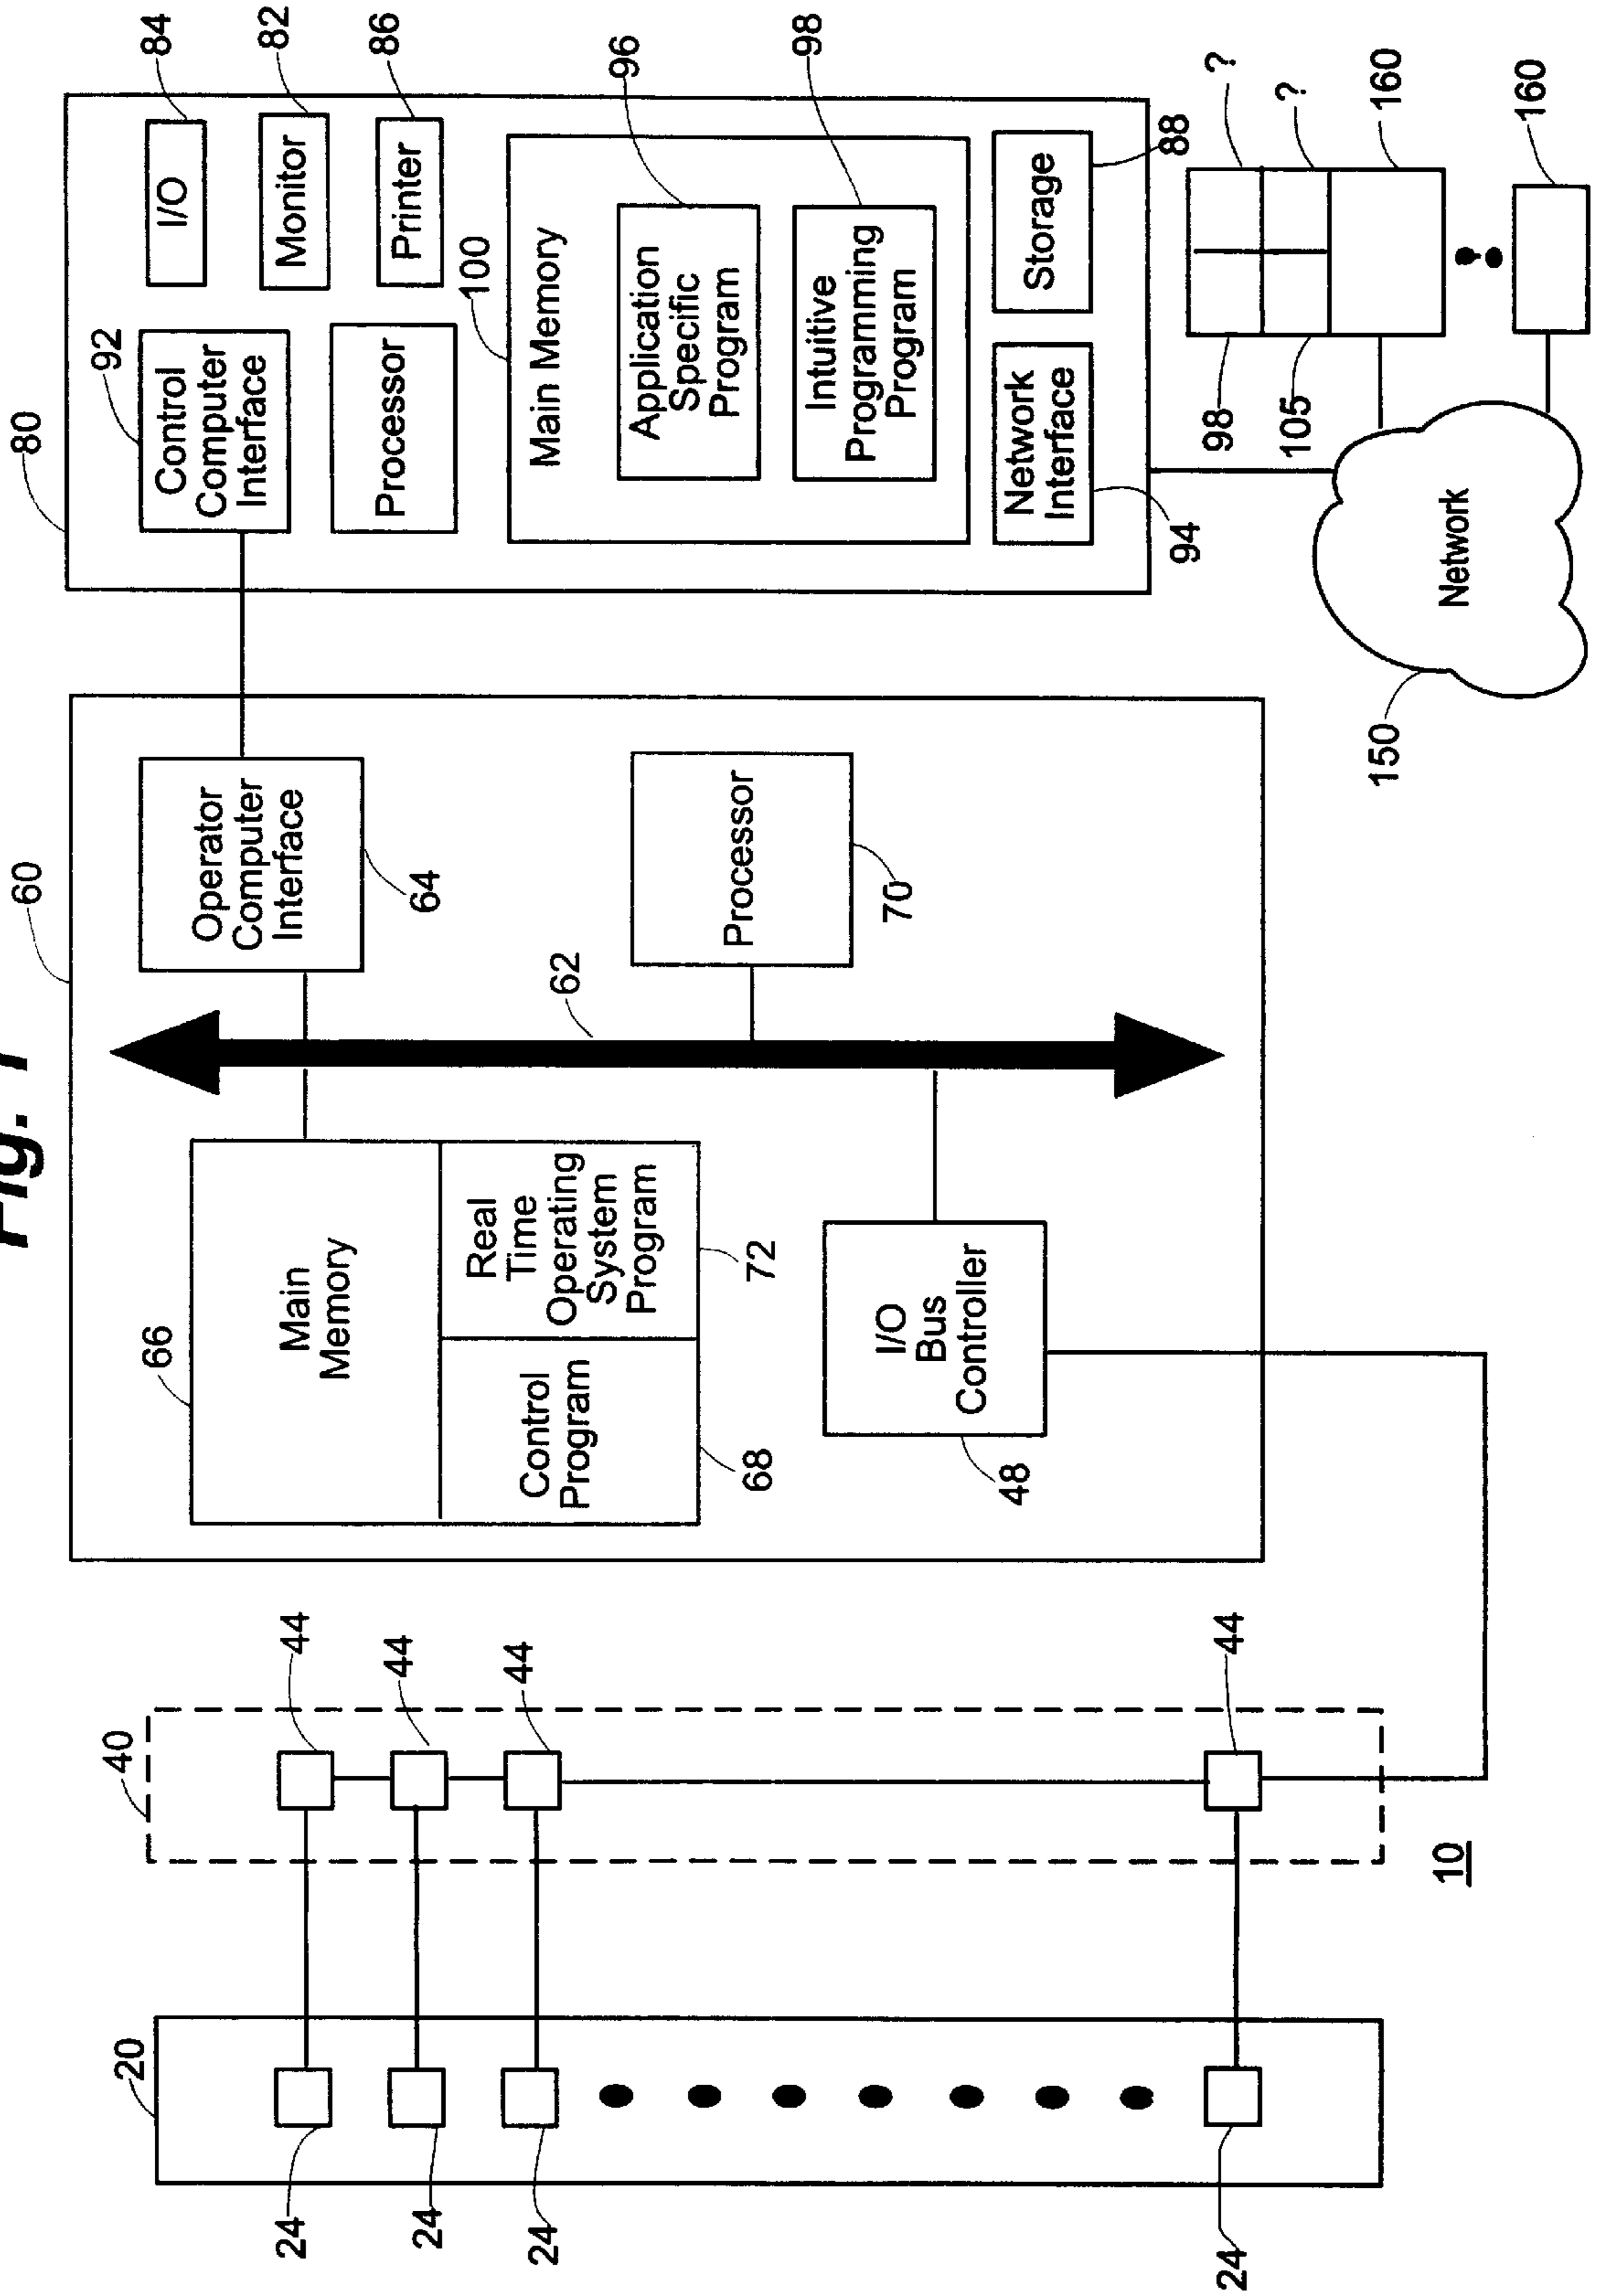 Fig. 1
20
24
24
24
24
40
44
44
44
44
10
60
66
Main
Memory
Control
Program
68
Real
Time
Operating
System
Program
72
I/O
Bus
Controller
48
62
Operator
Computer
Interface
64
Processor
70
80
92
Control
Computer
Interface
Processor
I/O
84
Monitor
82
Printer
86
100
Main Memory
Application
Specific
Program
96
Intuitive
Programming
Program
98
Network
Interface
94
Storage
88
98
105
?
?
160
160
Network
150